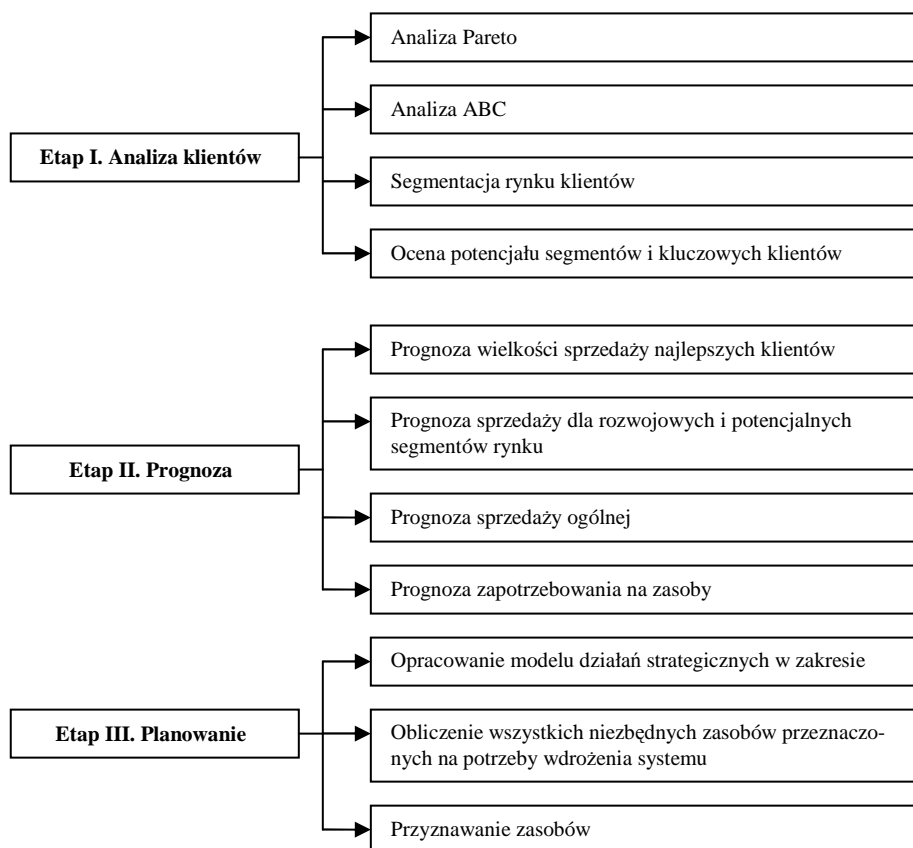 Etap I. Analiza klientów
Analiza Pareto
Analiza ABC
Segmentacja rynku klientów
Ocena potencjału segmentów i kluczowych klientów
Etap II. Prognoza
Prognoza wielkości sprzedaży najlepszych klientów
Prognoza sprzedaży dla rozwojowych i potencjalnych
segmentów rynku
Prognoza sprzedaży ogólnej
Prognoza zapotrzebowania na zasoby
Etap III. Planowanie
Opracowanie modelu działań strategicznych w zakresie
Obliczenie wszystkich niezbędnych zasobów przeznaczo-
nych na potrzeby wdrożenia systemu
Przyznawanie zasobów